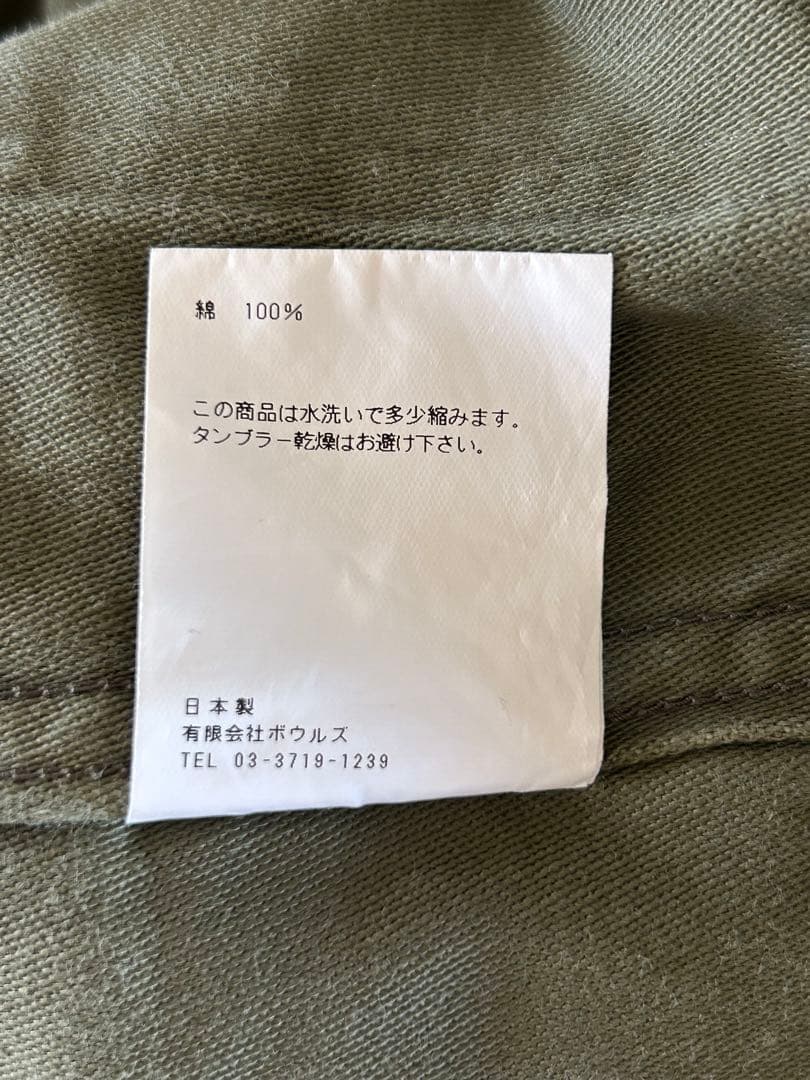 綿 100%
この商品は水洗いで多少縮みます。
タンブラー乾燥はお避け下さい。
日本製
有限会社ボウルズ
TEL 03-3719-1239